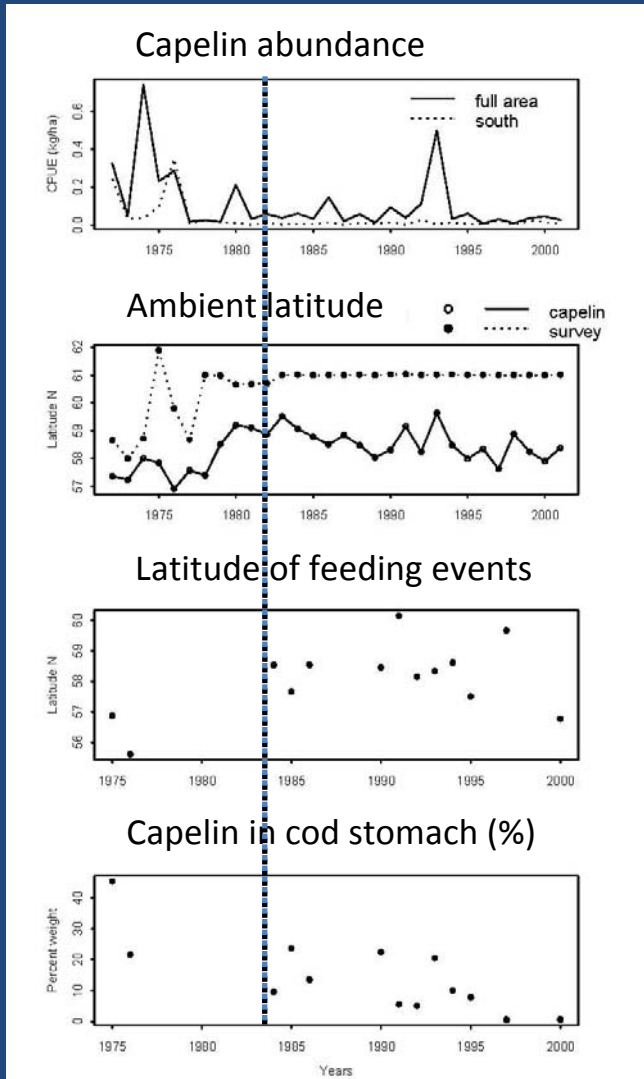 Capelin abundance
CPUE (kg/ha)
0.6
0.4
0.2
0.0
full area
south
1975 1980 1985 1990 1995 2000
Ambient latitude
capelin
survey
Latitude N
62
61
60
59
58
57
1975 1980 1985 1990 1995 2000
Latitude of feeding events
Latitude N
60
59
58
57
56
1975 1980 1985 1990 1995 2000
Capelin in cod stomach (%)
Percent weight
40
30
20
10
0
1975 1980 1985 1990 1995 2000
Years